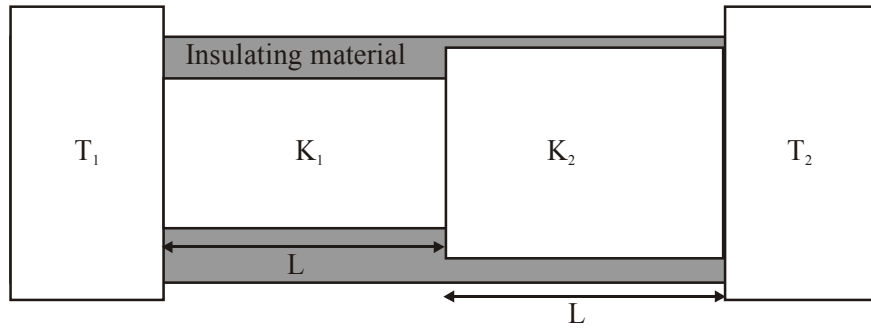 Insulating material
T₁
K₁
K₂
T₂
L
L